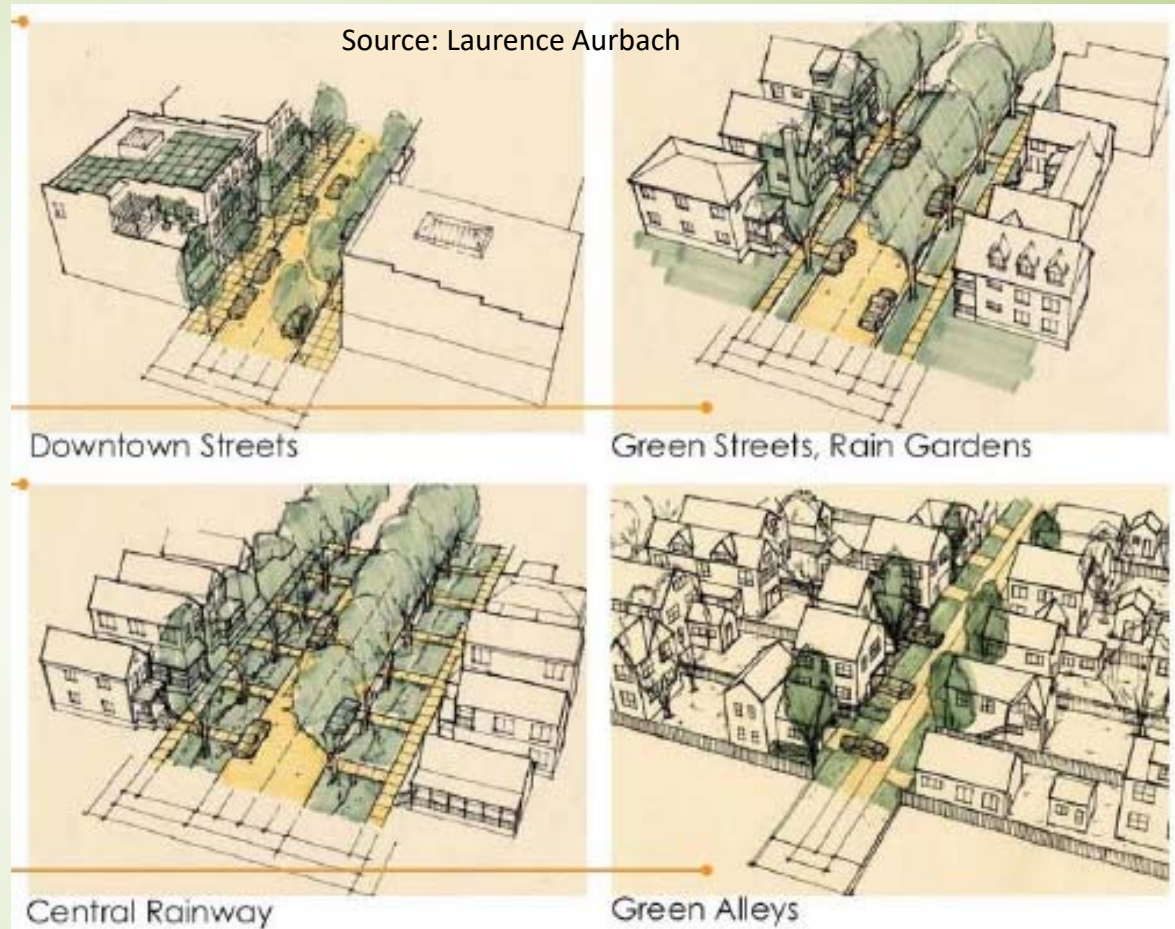 Source: Laurence Aurbach
Downtown Streets
Green Streets, Rain Gardens
Central Rainway
Green Alleys